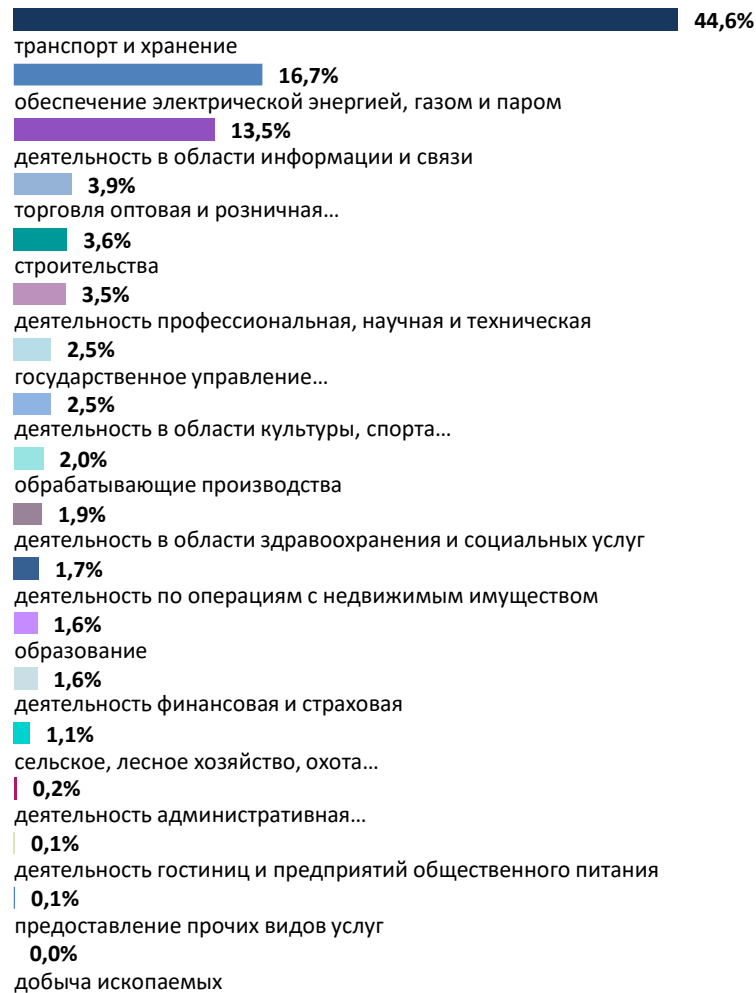 44,6%
транспорт и хранение
16,7%
обеспечение электрической энергией, газом и паром
13,5%
деятельность в области информации и связи
3,9%
торговля оптовая и розничная...
3,6%
строительства
3,5%
деятельность профессиональная, научная и техническая
2,5%
государственное управление...
2,5%
деятельность в области культуры, спорта...
2,0%
обрабатывающие производства
1,9%
деятельность в области здравоохранения и социальных услуг
1,7%
деятельность по операциям с недвижимым имуществом
1,6%
образование
1,6%
деятельность финансовая и страховая
1,1%
сельское, лесное хозяйство, охота...
0,2%
деятельность административная...
0,1%
деятельность гостиниц и предприятий общественного питания
0,1%
предоставление прочих видов услуг
0,0%
добыча ископаемых